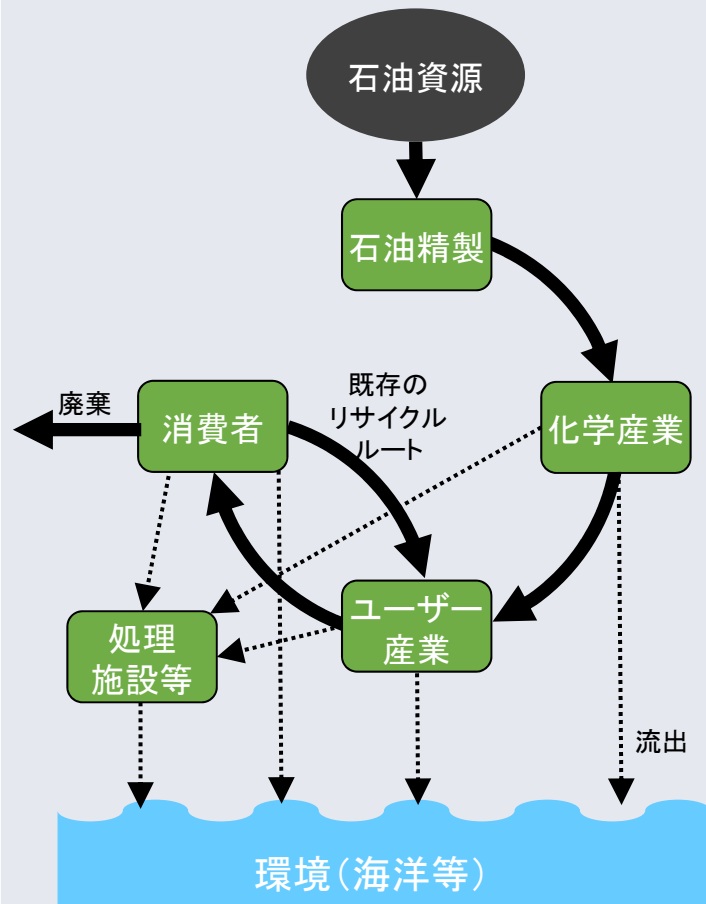 石油資源
石油精製
廃棄
消費者
既存の
リサイクル
ルート
化学産業
処理
施設等
ユーザー
産業
流出
環境（海洋等）